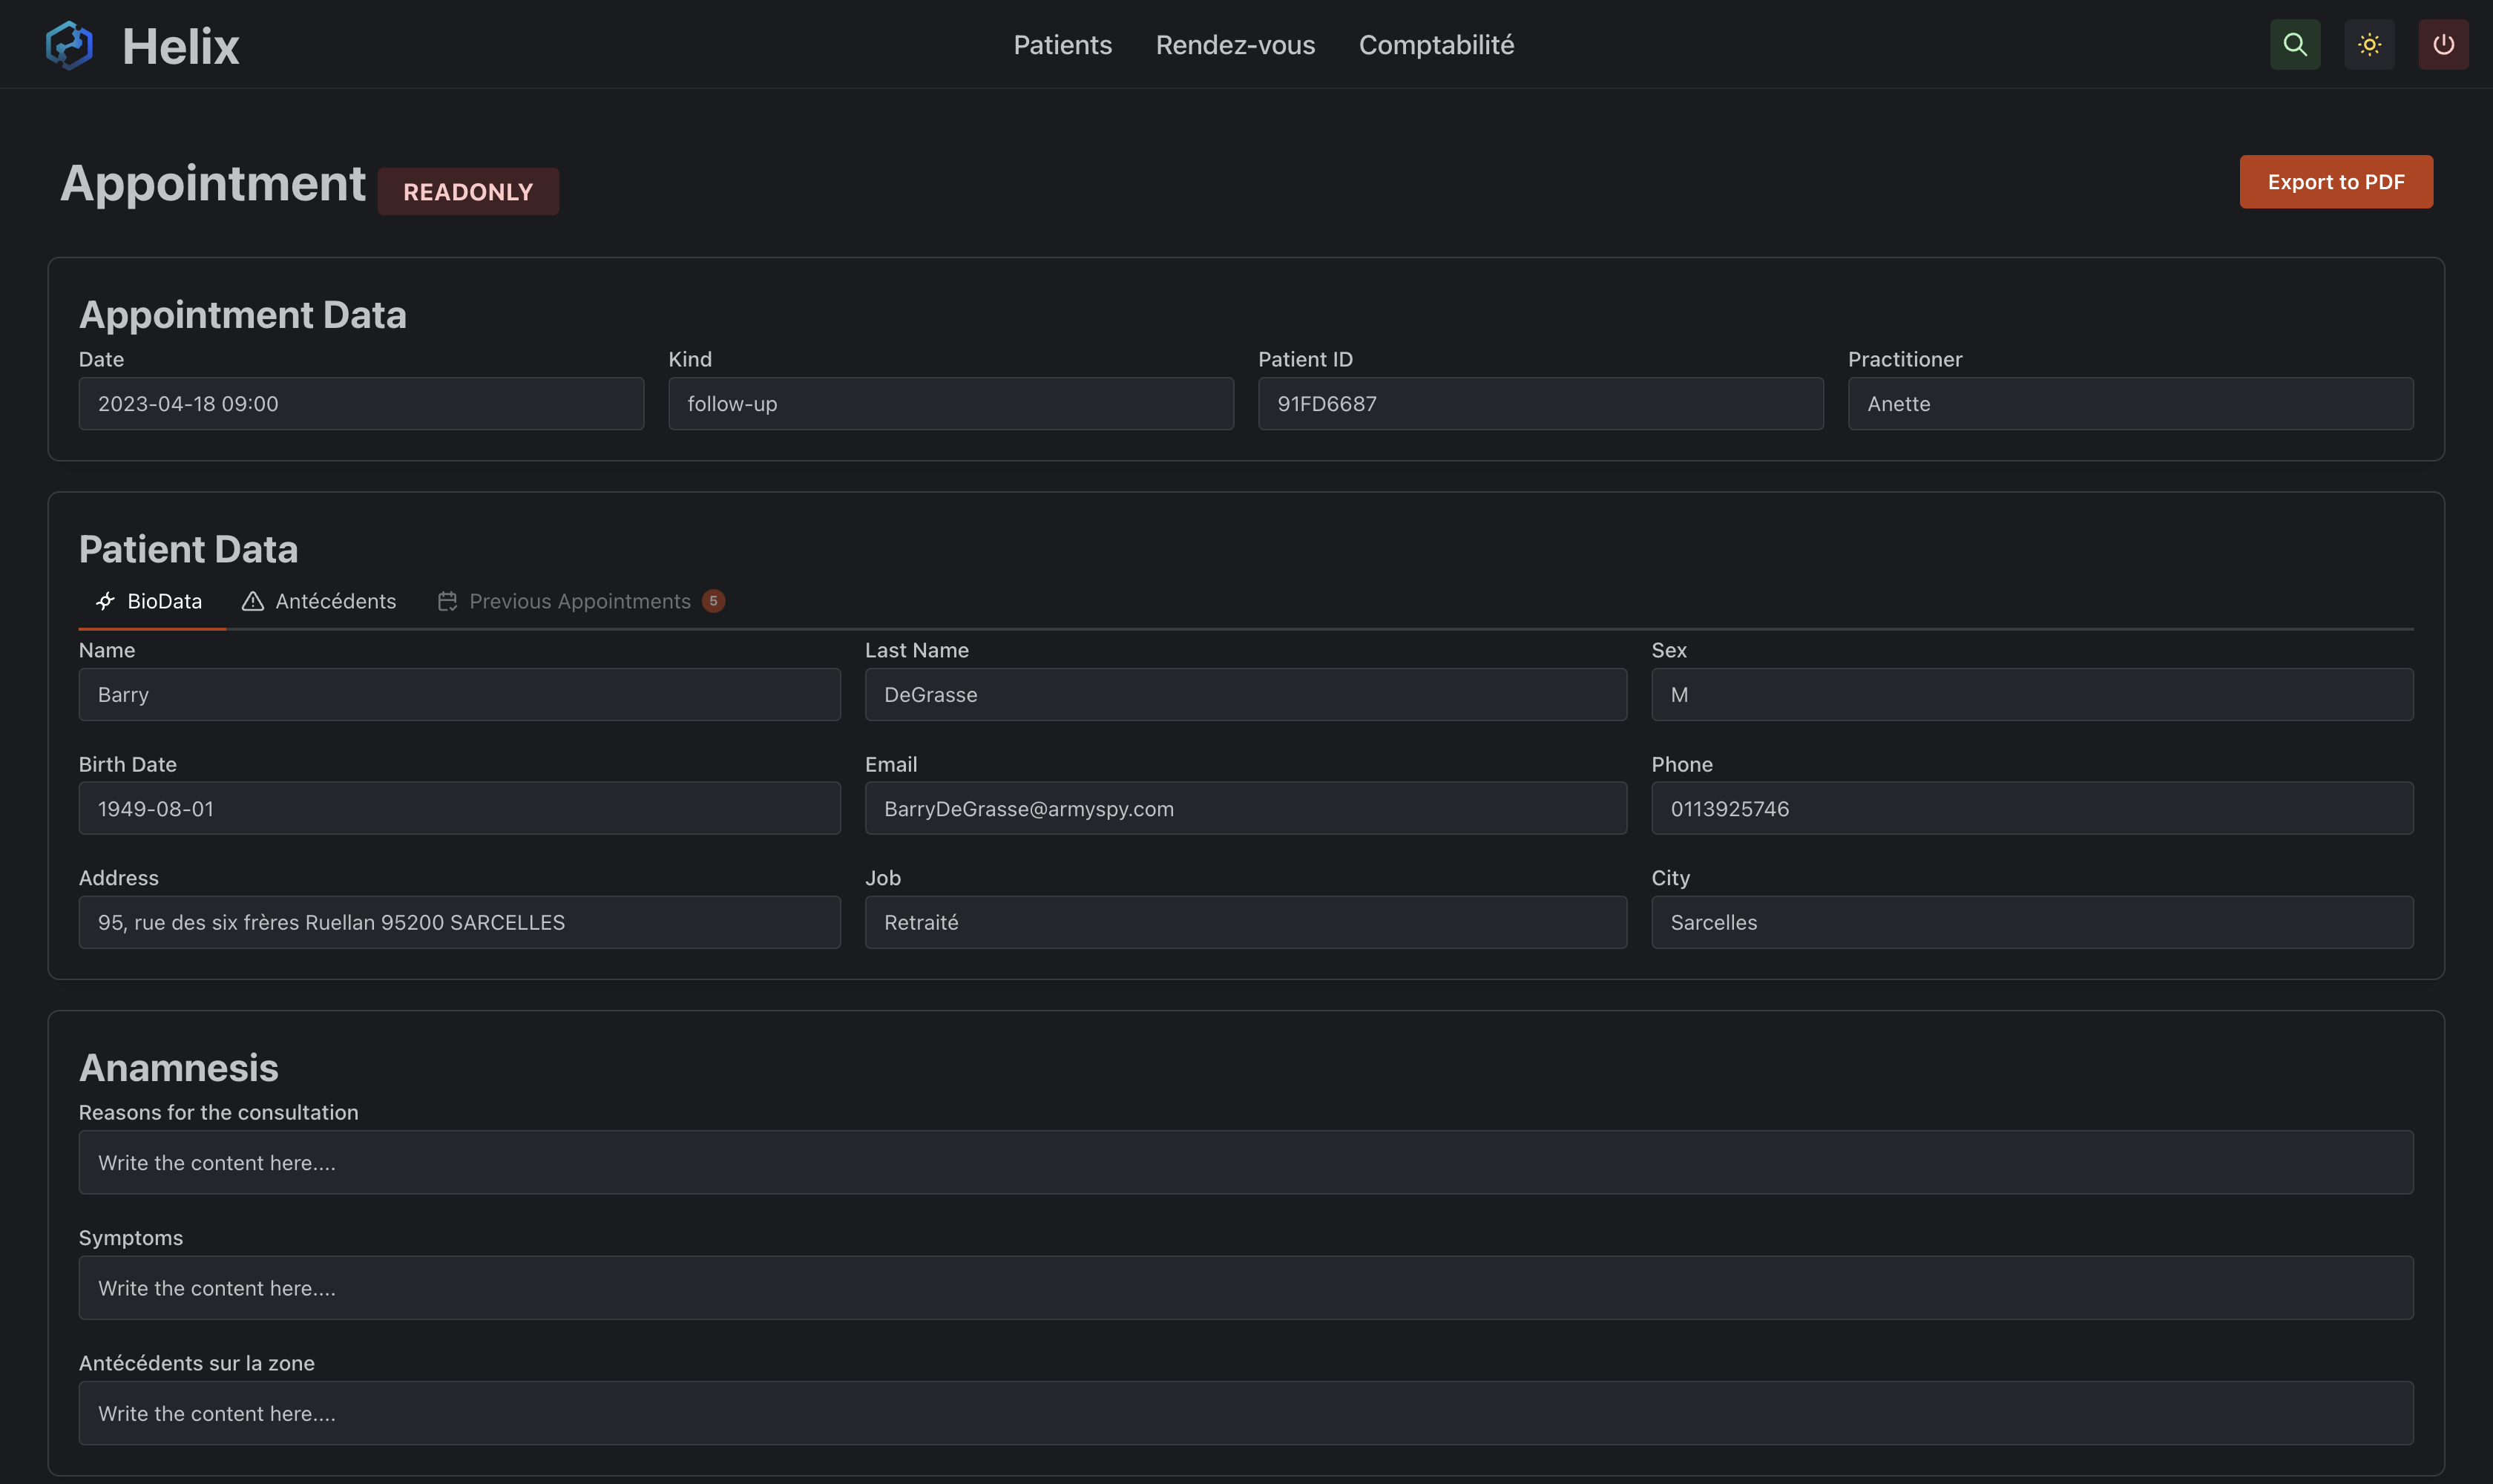 Helix
Patients Rendez-vous Comptabilité
Appointment READONLY
Export to PDF
Appointment Data
Date Kind Patient ID Practitioner
2023-04-18 09:00 follow-up 91FD6687 Anette
Patient Data
BioData Antécédents Previous Appointments 5
Name Last Name Sex
Barry DeGrasse M
Birth Date Email Phone
1949-08-01 BarryDeGrasse@armyspy.com 0113925746
Address Job City
95, rue des six frères Ruellan 95200 SARCELLES Retraité Sarcelles
Anamnesis
Reasons for the consultation
Write the content here....
Symptoms
Write the content here....
Antécédents sur la zone
Write the content here....